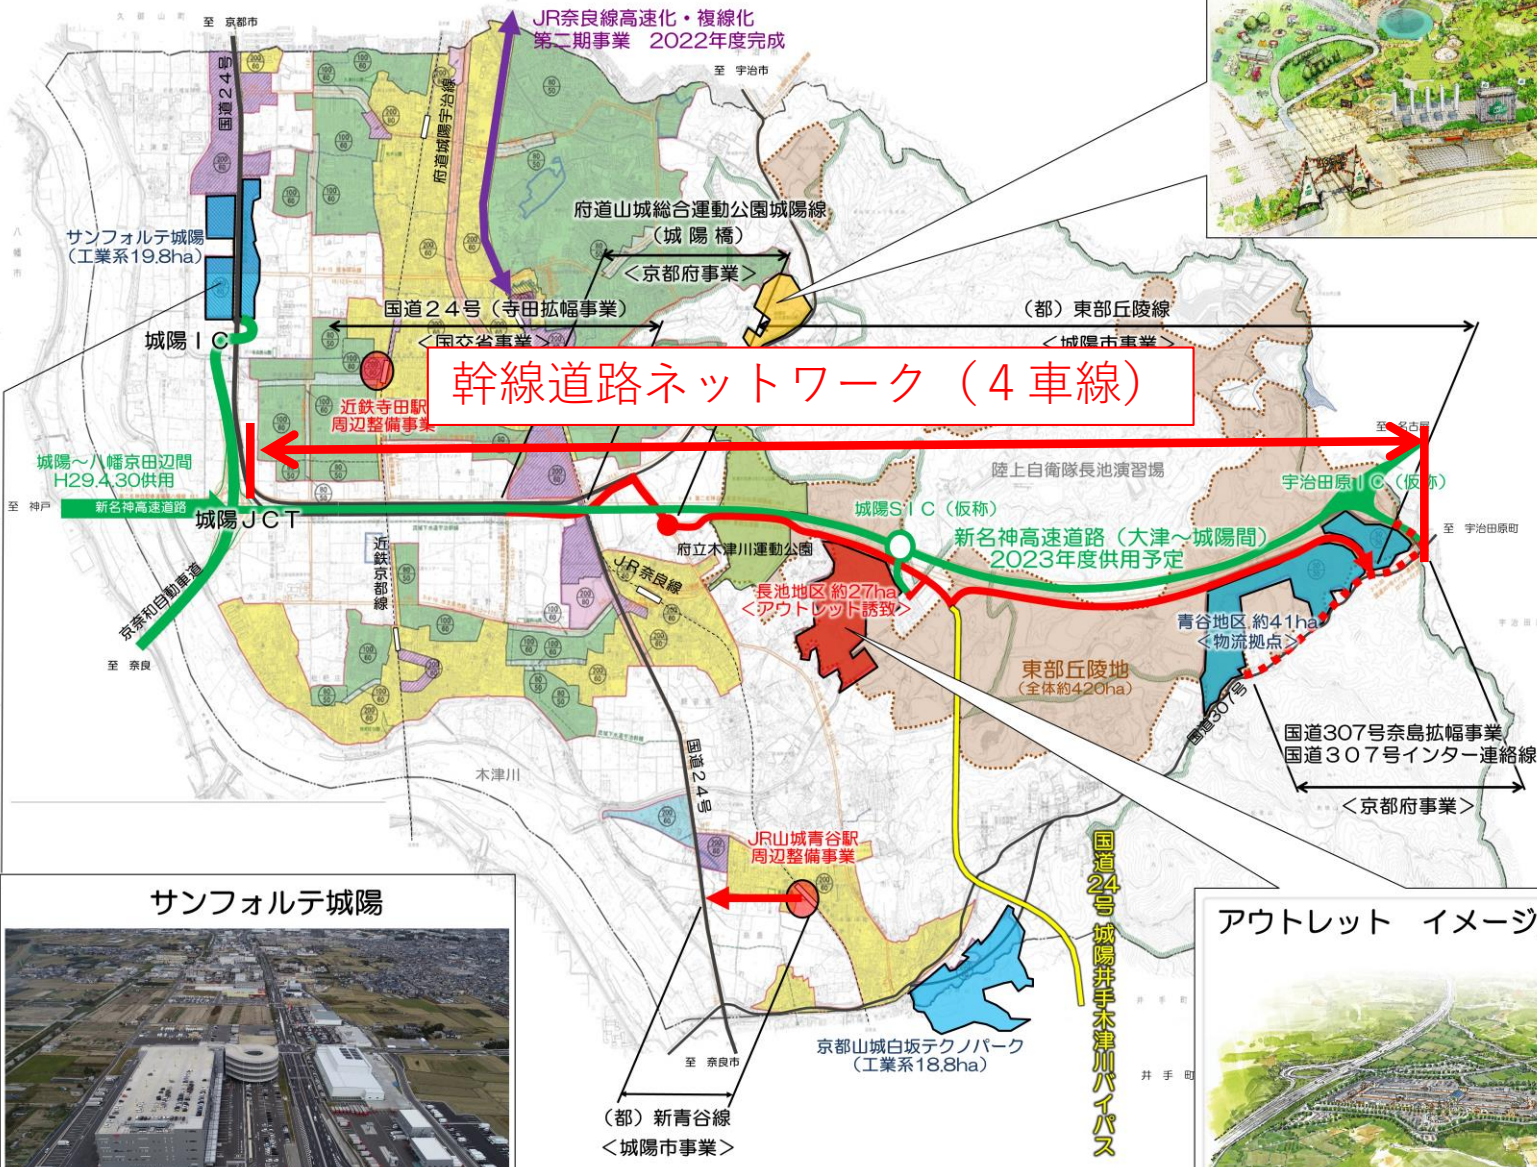 JR奈良線高速化・複線化
第二期事業　2022年度完成
至 京都市
久御山町
至 宇治市
国道24号
府道城陽宇治線
八幡市
サンフォルテ城陽
(工業系19.8ha)
府道山城総合運動公園城陽線
(城陽橋)
<京都府事業>
国道24号（寺田拡幅事業）
<国交省事業>
(都) 東部丘陵線
<城陽市事業>
城陽IC
幹線道路ネットワーク（４車線）
近鉄寺田駅
周辺整備事業
至 名古屋
城陽～八幡京田辺間
H29.4.30供用
陸上自衛隊長池演習場
宇治田原IC（仮称）
至 神戸
新名神高速道路
城陽JCT
城陽SIC（仮称）
至 宇治田原町
府立木津川運動公園
新名神高速道路（大津～城陽間）
2023年度供用予定
近鉄京都線
JR奈良線
京奈和自動車道
至 奈良
長池地区 約27ha
<アウトレット誘致>
青谷地区 約41ha
<物流拠点>
東部丘陵地
(全体約420ha)
国道307号
国道307号奈島拡幅事業
国道３０７号インター連絡線
<京都府事業>
木津川
国道24号
JR山城青谷駅
周辺整備事業
国道24号 城陽井手木津川バイパス
京都山城白坂テクノパーク
(工業系18.8ha)
井手町
井手町
至 奈良市
(都) 新青谷線
<城陽市事業>
サンフォルテ城陽
アウトレット　イメージ